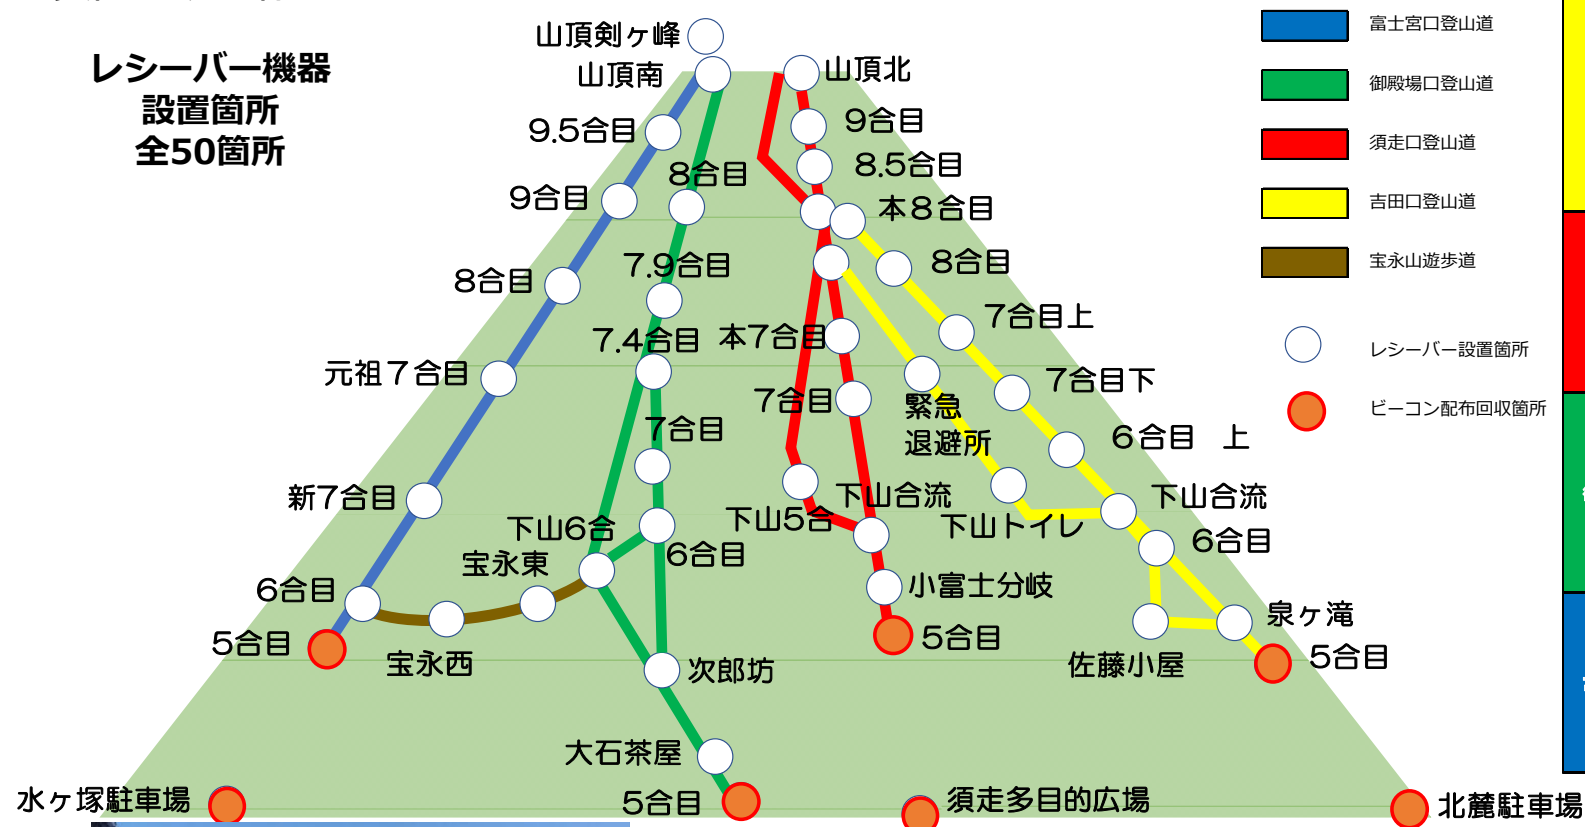 レシーバー機器
設置箇所
全50箇所
山頂剣ヶ峰
山頂南
9.5合目
9合目
8合目
元祖７合目
新7合目
6合目
5合目
宝永西
宝永東
8合目
7.9合目
7.4合目
7合目
6合目
下山6合
次郎坊
大石茶屋
5合目
山頂北
9合目
8.5合目
本８合目
本7合目
7合目
下山5合
下山合流
小富士分岐
5合目
8合目
7合目上
7合目下
６合目　上
下山合流
6合目
緊急
退避所
下山トイレ
佐藤小屋
泉ヶ滝
5合目
水ヶ塚駐車場
須走多目的広場
北麓駐車場
富士宮口登山道
御殿場口登山道
須走口登山道
吉田口登山道
宝永山遊歩道
レシーバー設置箇所
ビーコン配布回収箇所